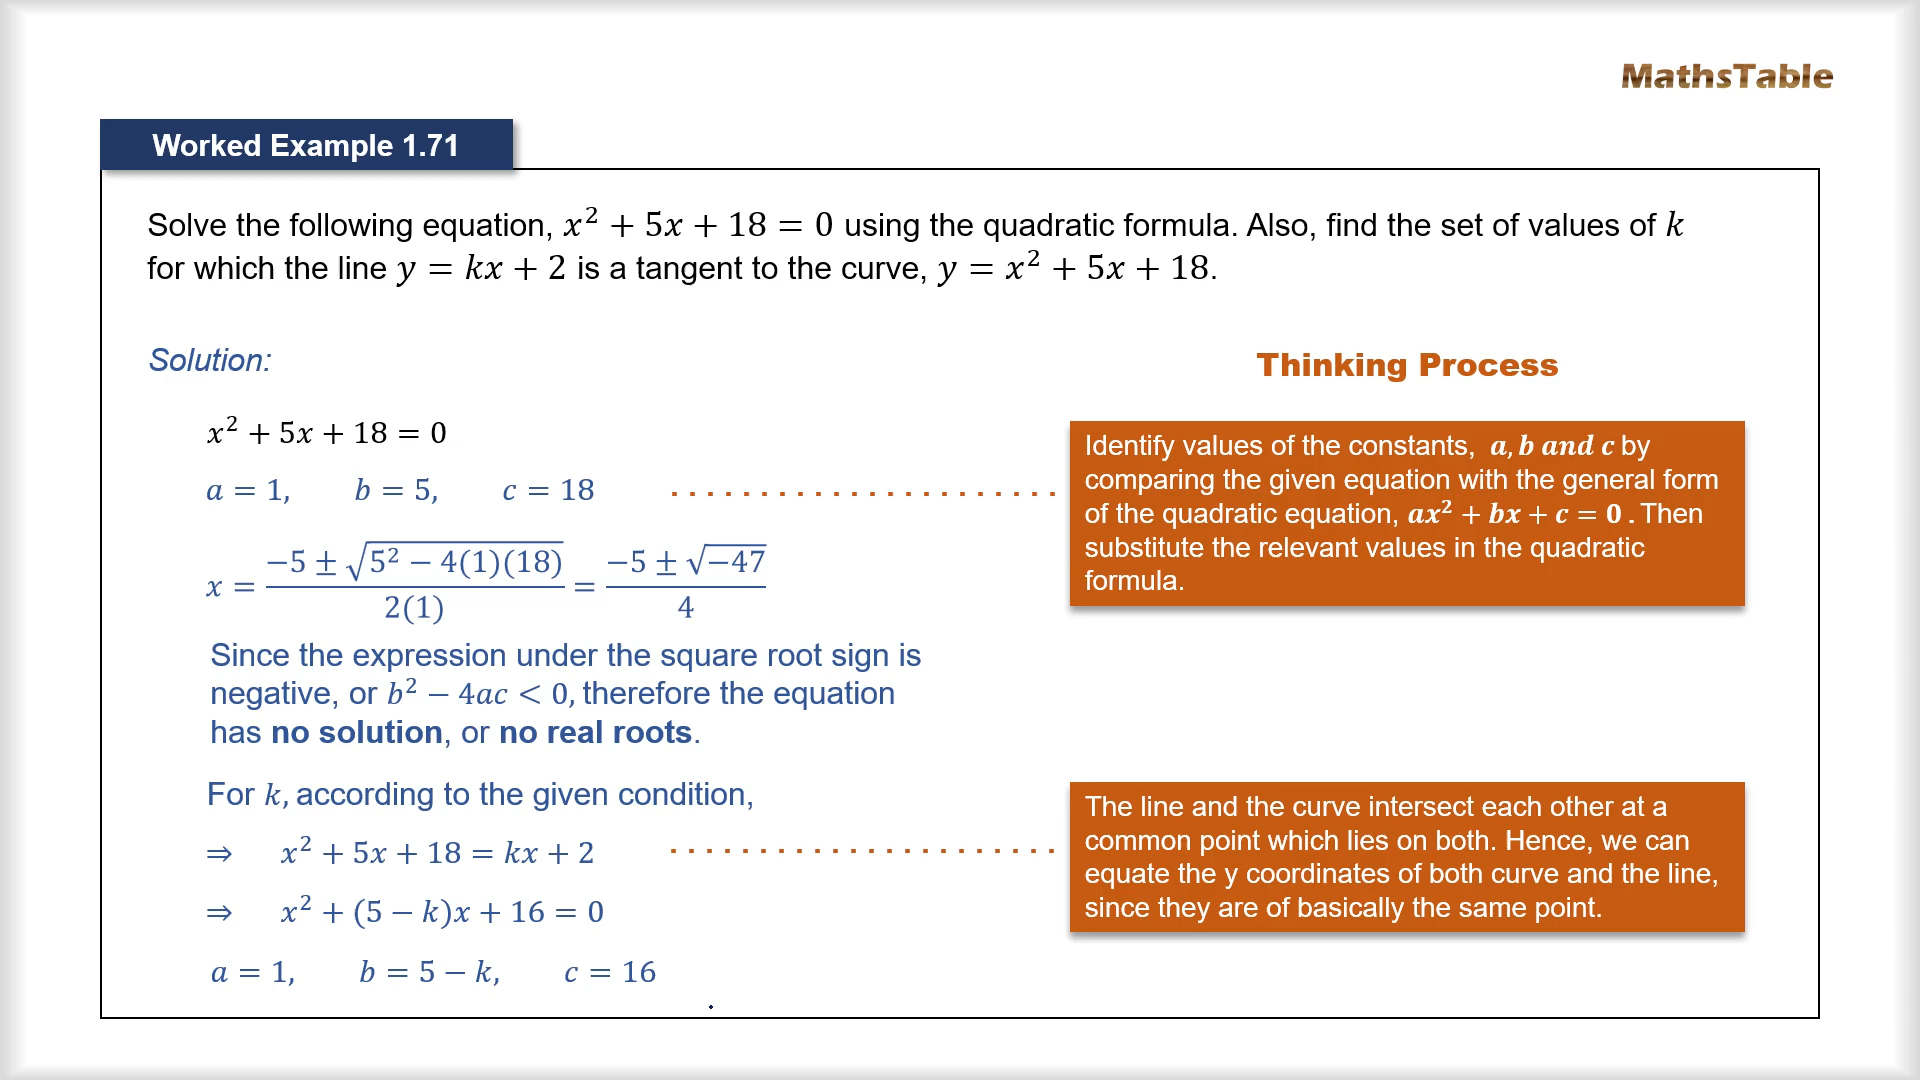 MathsTable
Worked Example 1.71
Solve the following equation, x² + 5x + 18 = 0 using the quadratic formula. Also, find the set of values of k
for which the line y = kx + 2 is a tangent to the curve, y = x² + 5x + 18.
Solution:
Thinking Process
x² + 5x + 18 = 0
a = 1, b = 5, c = 18
Identify values of the constants, a, b and c by
comparing the given equation with the general form
of the quadratic equation, ax² + bx + c = 0 . Then
substitute the relevant values in the quadratic
formula.
x = (−5 ± √(5² − 4(1)(18))) / 2(1) = (−5 ± √−47) / 4
Since the expression under the square root sign is
negative, or b² − 4ac < 0, therefore the equation
has no solution, or no real roots.
For k, according to the given condition,
⇒ x² + 5x + 18 = kx + 2
⇒ x² + (5 − k)x + 16 = 0
a = 1, b = 5 − k, c = 16
The line and the curve intersect each other at a
common point which lies on both. Hence, we can
equate the y coordinates of both curve and the line,
since they are of basically the same point.